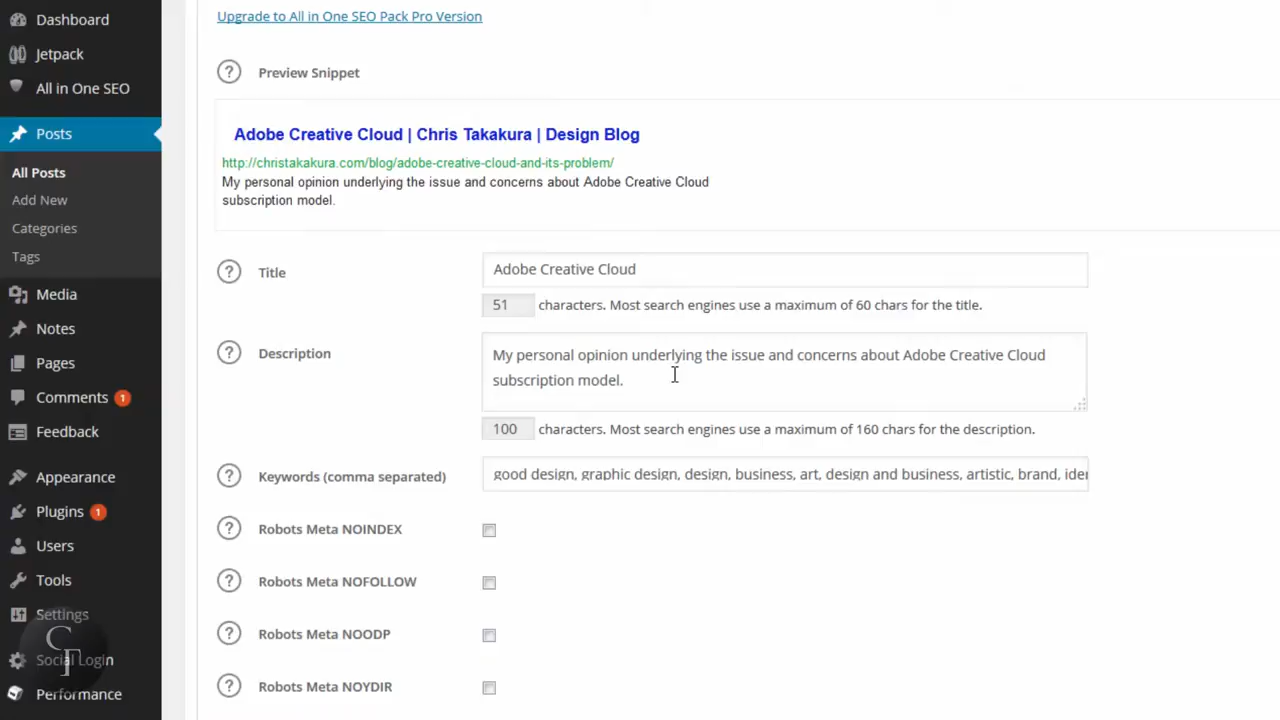 Dashboard
Jetpack
All in One SEO
Posts
All Posts
Add New
Categories
Tags
Media
Notes
Pages
Comments 1
Feedback
Appearance
Plugins 1
Users
Tools
Settings
Social Login
Performance
CF
Upgrade to All in One SEO Pack Pro Version
? Preview Snippet
Adobe Creative Cloud | Chris Takakura | Design Blog
http://christakakura.com/blog/adobe-creative-cloud-and-its-problem/
My personal opinion underlying the issue and concerns about Adobe Creative Cloud
subscription model.
? Title Adobe Creative Cloud
51 characters. Most search engines use a maximum of 60 chars for the title.
? Description My personal opinion underlying the issue and concerns about Adobe Creative Cloud
subscription model.
100 characters. Most search engines use a maximum of 160 chars for the description.
? Keywords (comma separated) good design, graphic design, design, business, art, design and business, artistic, brand, iden
? Robots Meta NOINDEX
? Robots Meta NOFOLLOW
? Robots Meta NOODP
? Robots Meta NOYDIR